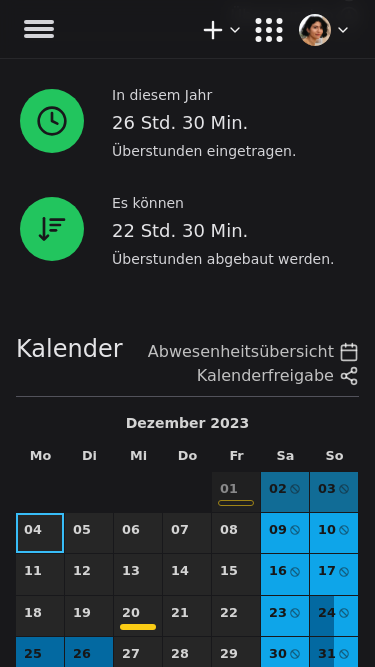 In diesem Jahr
26 Std. 30 Min.
Überstunden eingetragen.
Es können
22 Std. 30 Min.
Überstunden abgebaut werden.
Kalender
Abwesenheitsübersicht
Kalenderfreigabe
Dezember 2023
Mo Di Mi Do Fr Sa So
01 02 03
04 05 06 07 08 09 10
11 12 13 14 15 16 17
18 19 20 21 22 23 24
25 26 27 28 29 30 31